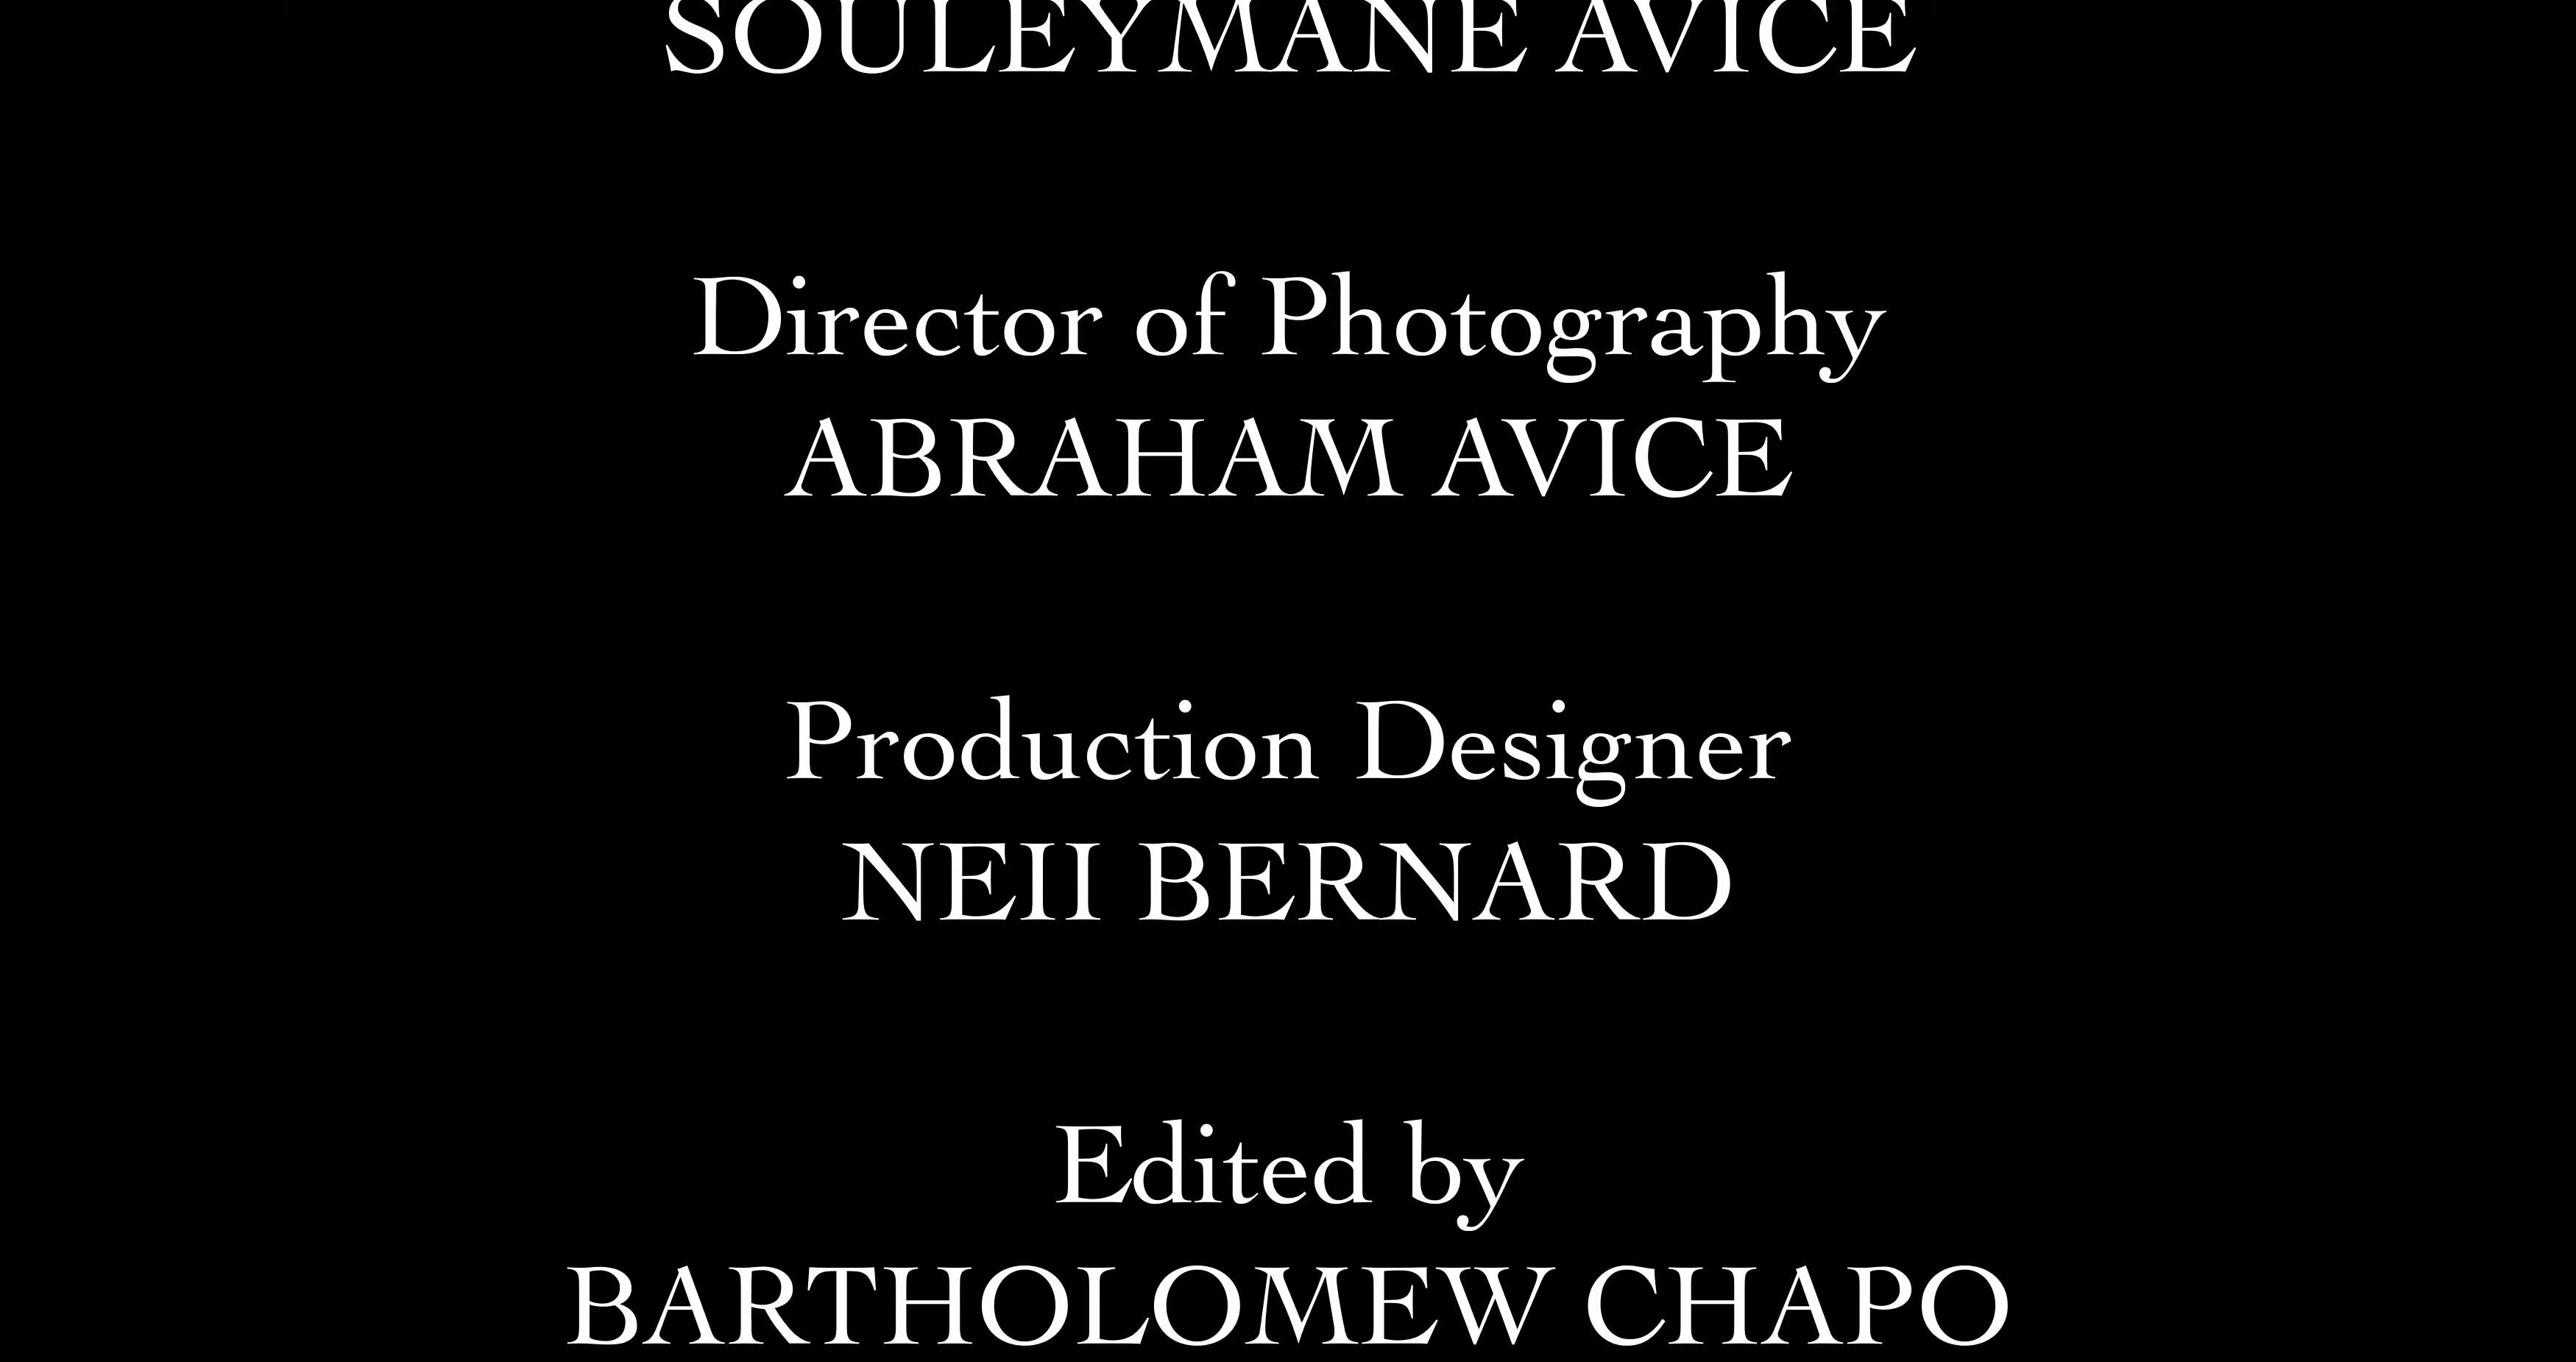 SOULEYMANE AVICE
Director of Photography
ABRAHAM AVICE
Production Designer
NEII BERNARD
Edited by
BARTHOLOMEW CHAPO